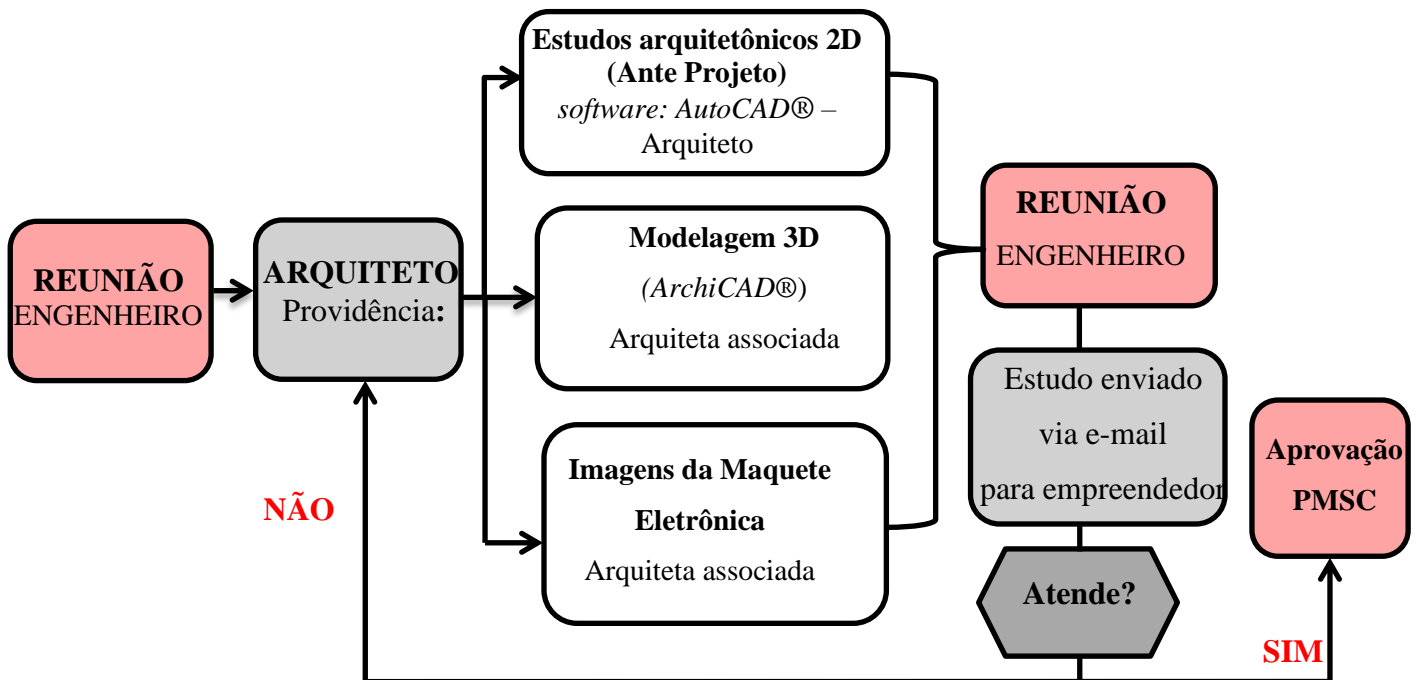 Estudos arquitetônicos 2D
(Ante Projeto)
software: AutoCAD® –
Arquiteto
REUNIÃO
ENGENHEIRO
ARQUITETO
Providência:
Modelagem 3D
(ArchiCAD®)
Arquiteta associada
Imagens da Maquete
Eletrônica
Arquiteta associada
REUNIÃO
ENGENHEIRO
Estudo enviado
via e-mail
para empreendedor
Atende?
NÃO
SIM
Aprovação
PMSC